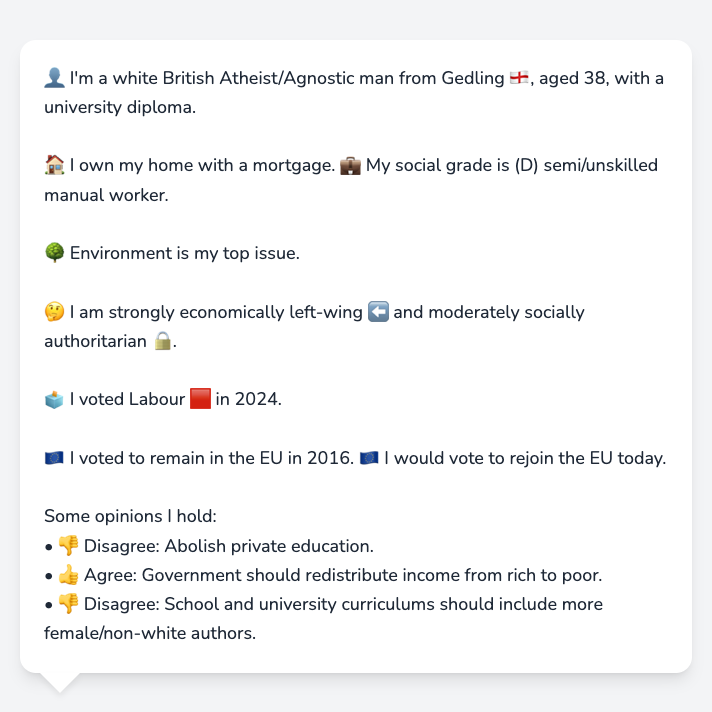 👤 I'm a white British Atheist/Agnostic man from Gedling 🏴󠁧󠁢󠁥󠁮󠁧󠁿, aged 38, with a
university diploma.
🏠 I own my home with a mortgage. 💼 My social grade is (D) semi/unskilled
manual worker.
🌳 Environment is my top issue.
🤔 I am strongly economically left-wing ⬅️ and moderately socially
authoritarian 🔒.
🗳️ I voted Labour 🟥 in 2024.
🇪🇺 I voted to remain in the EU in 2016. 🇪🇺 I would vote to rejoin the EU today.
Some opinions I hold:
• 👎 Disagree: Abolish private education.
• 👍 Agree: Government should redistribute income from rich to poor.
• 👎 Disagree: School and university curriculums should include more
female/non-white authors.